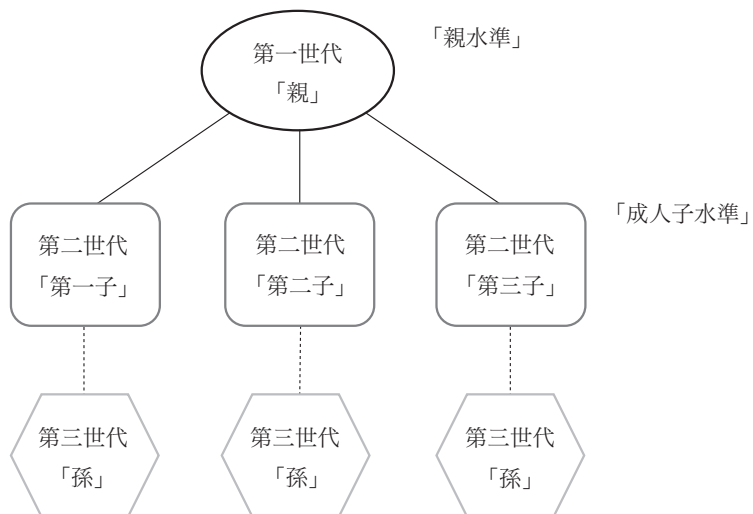 第一世代
「親」
「親水準」
第二世代
「第一子」
第二世代
「第二子」
第二世代
「第三子」
「成人子水準」
第三世代
「孫」
第三世代
「孫」
第三世代
「孫」